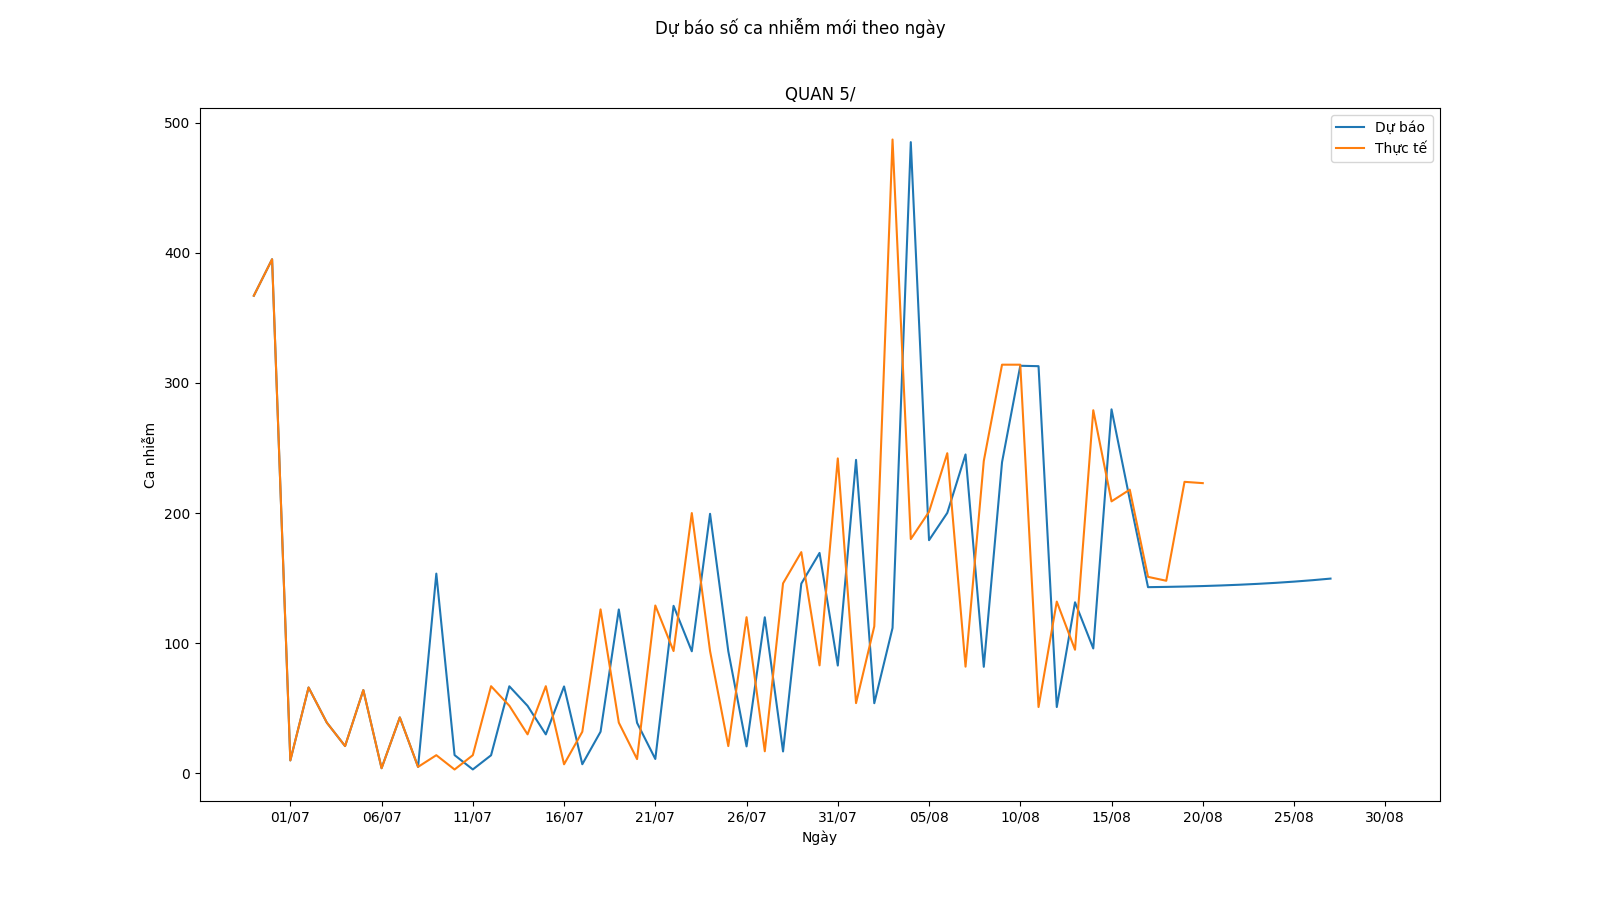 Dự báo số ca nhiễm mới theo ngày
QUAN 5/
Dự báo
Thực tế
500
400
300
200
100
0
Ca nhiễm
01/07 06/07 11/07 16/07 21/07 26/07 31/07 05/08 10/08 15/08 20/08 25/08 30/08
Ngày